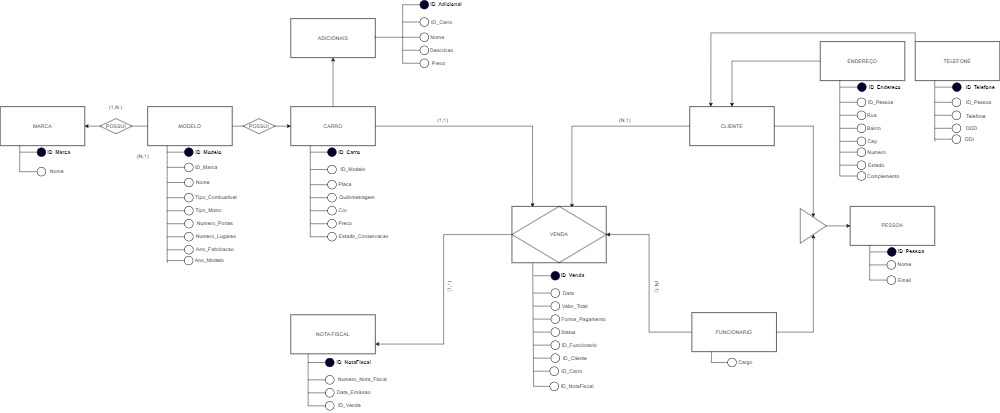 ID_Adicional
ID_Carro
ADICIONAIS
Nome
Descricao
Preco
ENDEREÇO
TELEFONE
ID_Endereco
ID_Pessoa
Rua
Bairro
Cep
Numero
Estado
Complemento
ID_Telefone
ID_Pessoa
Telefone
DDD
DDI
(1,N)
MARCA
POSSUI
MODELO
POSSUI
CARRO
(1,1)
(N,1)
CLIENTE
(N,1)
ID_Marca
Nome
ID_Modelo
ID_Marca
Nome
Tipo_Combustivel
Tipo_Motor
Numero_Portas
Numero_Lugares
Ano_Fabricacao
Ano_Modelo
ID_Carro
ID_Modelo
Placa
Quilometragem
Cor
Preco
Estado_Conservacao
VENDA
PESSOA
ID_Pessoa
Nome
Email
(1,1)
(N,1)
ID_Venda
Data
Valor_Total
Forma_Pagamento
Status
ID_Funcionario
ID_Cliente
ID_Carro
ID_NotaFiscal
NOTA FISCAL
ID_NotaFiscal
Numero_Nota_Fiscal
Data_Emissao
ID_Venda
FUNCIONARIO
Cargo